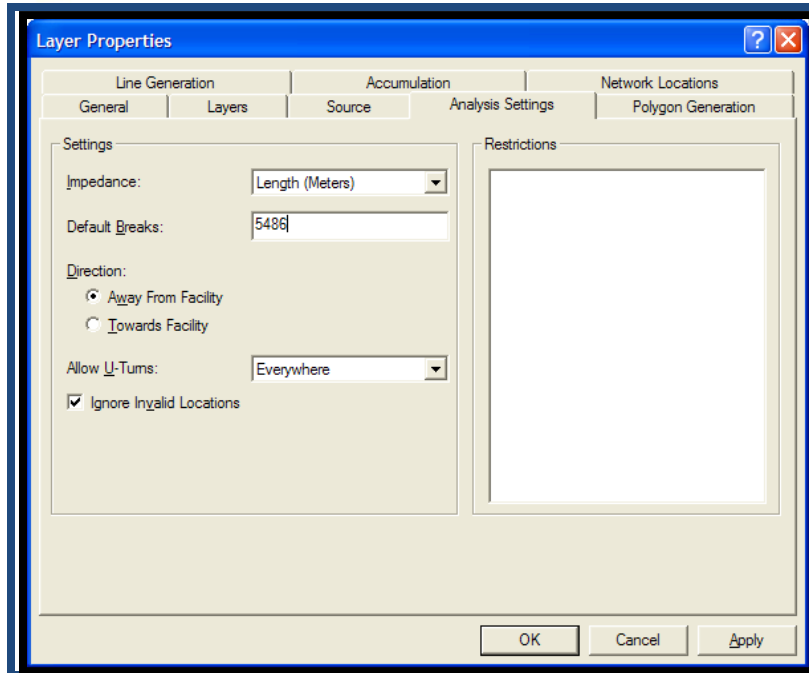 Layer Properties
Line Generation Accumulation Network Locations
General Layers Source Analysis Settings Polygon Generation
Settings
Impedance: Length (Meters)
Default Breaks: 5486
Direction:
Away From Facility
Towards Facility
Allow U-Turns: Everywhere
Ignore Invalid Locations
Restrictions
OK Cancel Apply